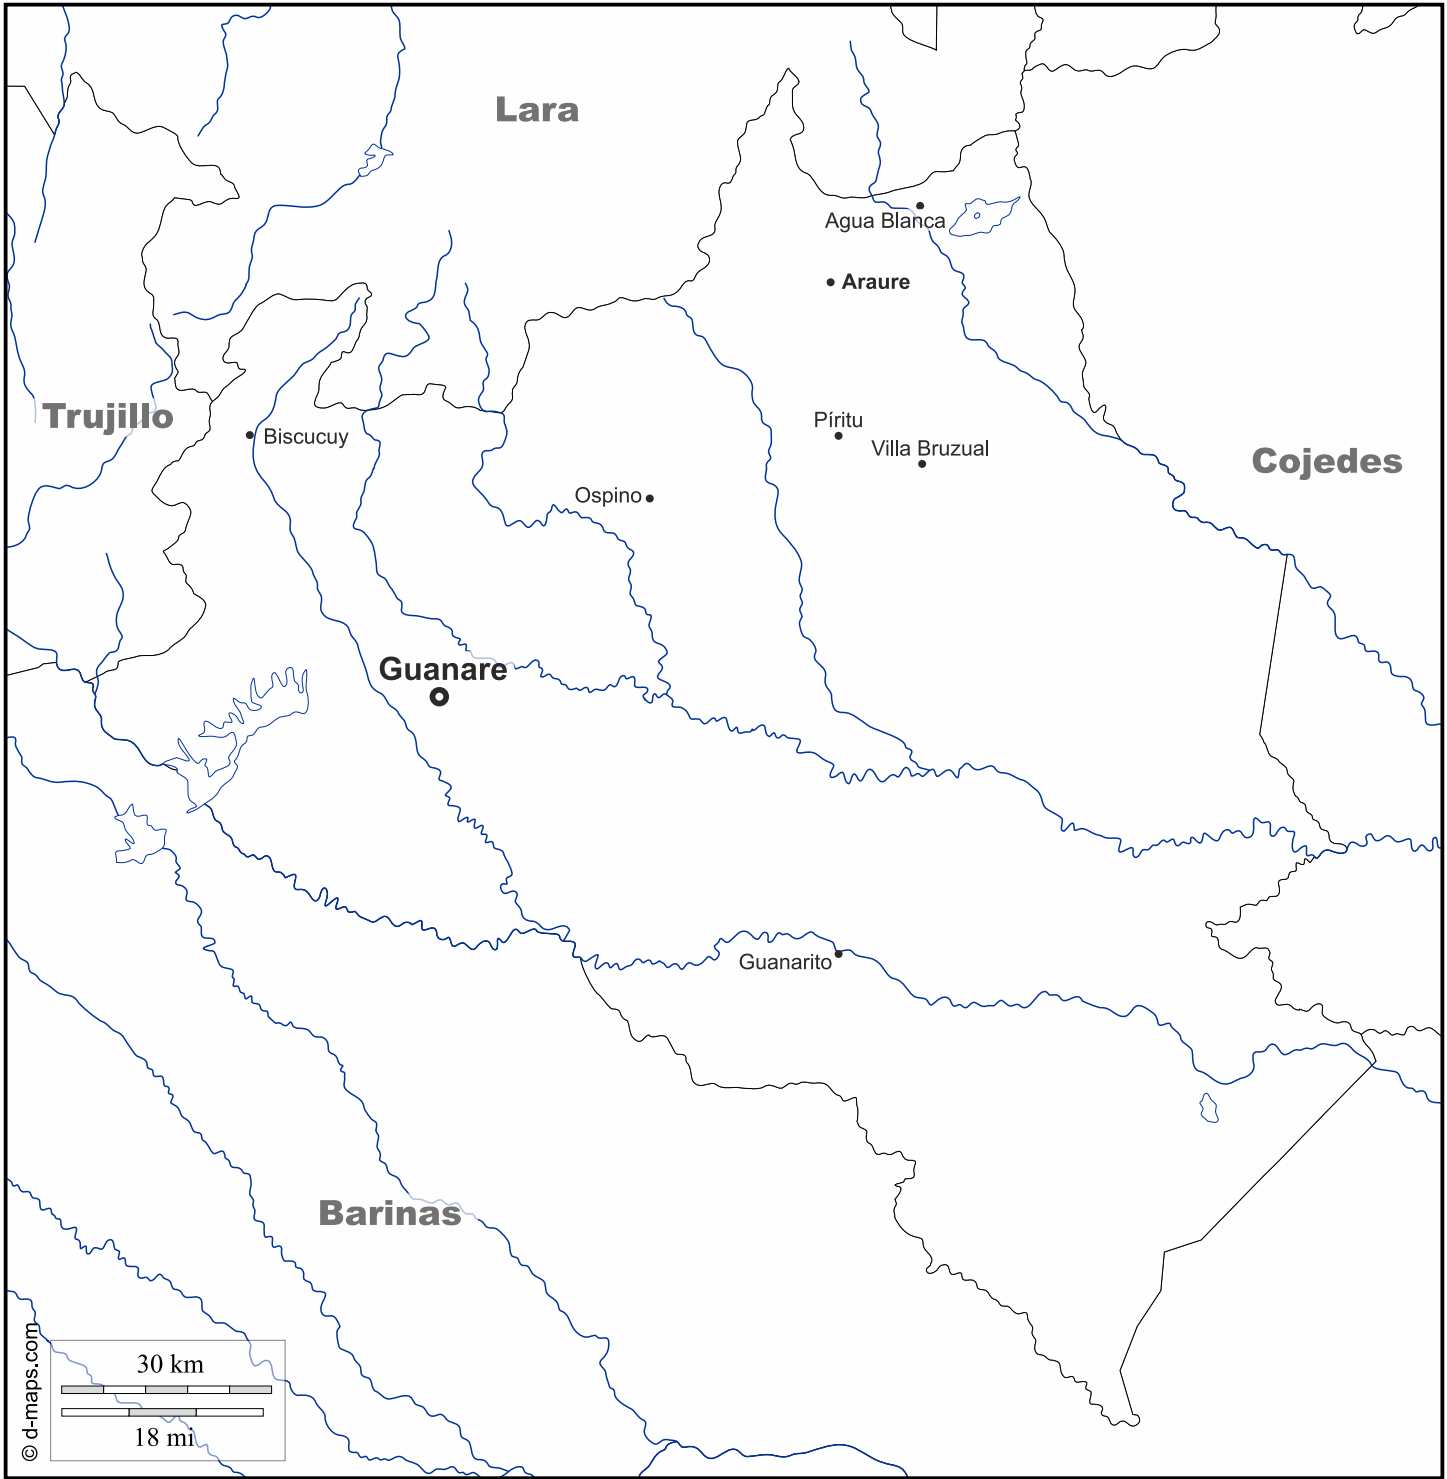 Lara
Agua Blanca
Araure
Trujillo
Biscucuy
Píritu
Villa Bruzual
Cojedes
Ospino
Guanare
Guanarito
Barinas
© d-maps.com
30 km
18 mi